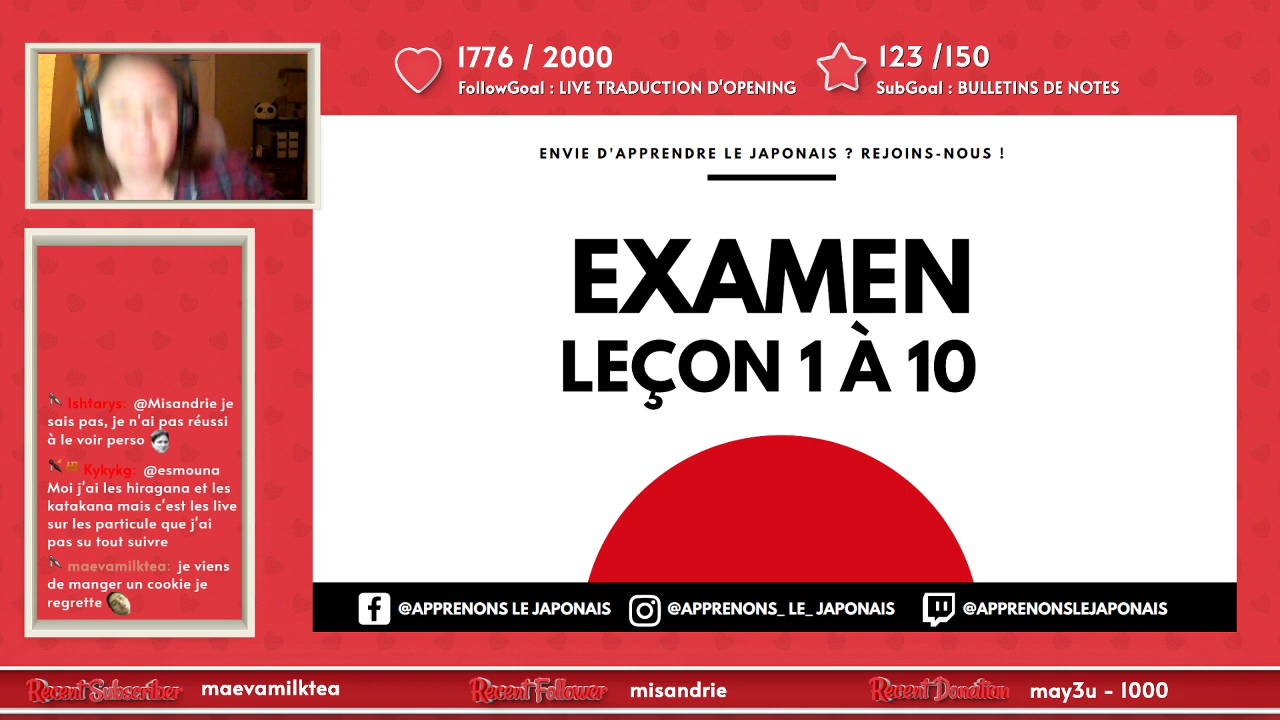 1776 / 2000
FollowGoal : LIVE TRADUCTION D'OPENING
123 /150
SubGoal : BULLETINS DE NOTES
ENVIE D'APPRENDRE LE JAPONAIS ? REJOINS-NOUS !
EXAMEN
LEÇON 1 À 10
@APPRENONS LE JAPONAIS
@APPRENONS_ LE_ JAPONAIS
@APPRENONSLEJAPONAIS
Ishtarys: @Misandrie je
sais pas, je n'ai pas réussi
à le voir perso
Kykykg: @esmouna
Moi j'ai les hiragana et les
katakana mais c'est les live
sur les particule que j'ai
pas su tout suivre
maevamilktea: je viens
de manger un cookie je
regrette
Recent Subscriber maevamilktea
Recent Follower misandrie
Recent Donation may3u - 1000